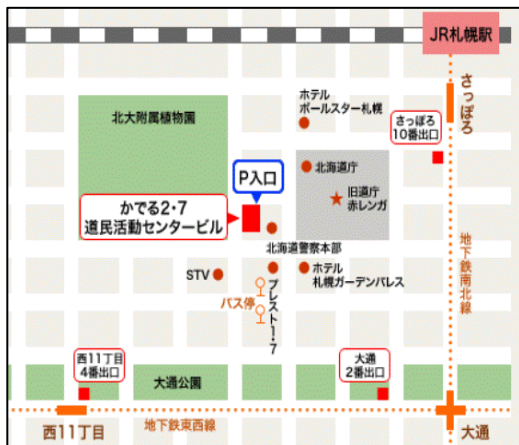 JR札幌駅
さっぽろ
北大附属植物園
ホテル
ポールスター札幌
さっぽろ
10番出口
P入口
北海道庁
旧道庁
赤レンガ
かでる2・7
道民活動センタービル
北海道警察本部
地下鉄南北線
STV
ホテル
札幌ガーデンパレス
プレスト1・7
バス停
西11丁目
4番出口
大通公園
大通
2番出口
西11丁目
地下鉄東西線
大通